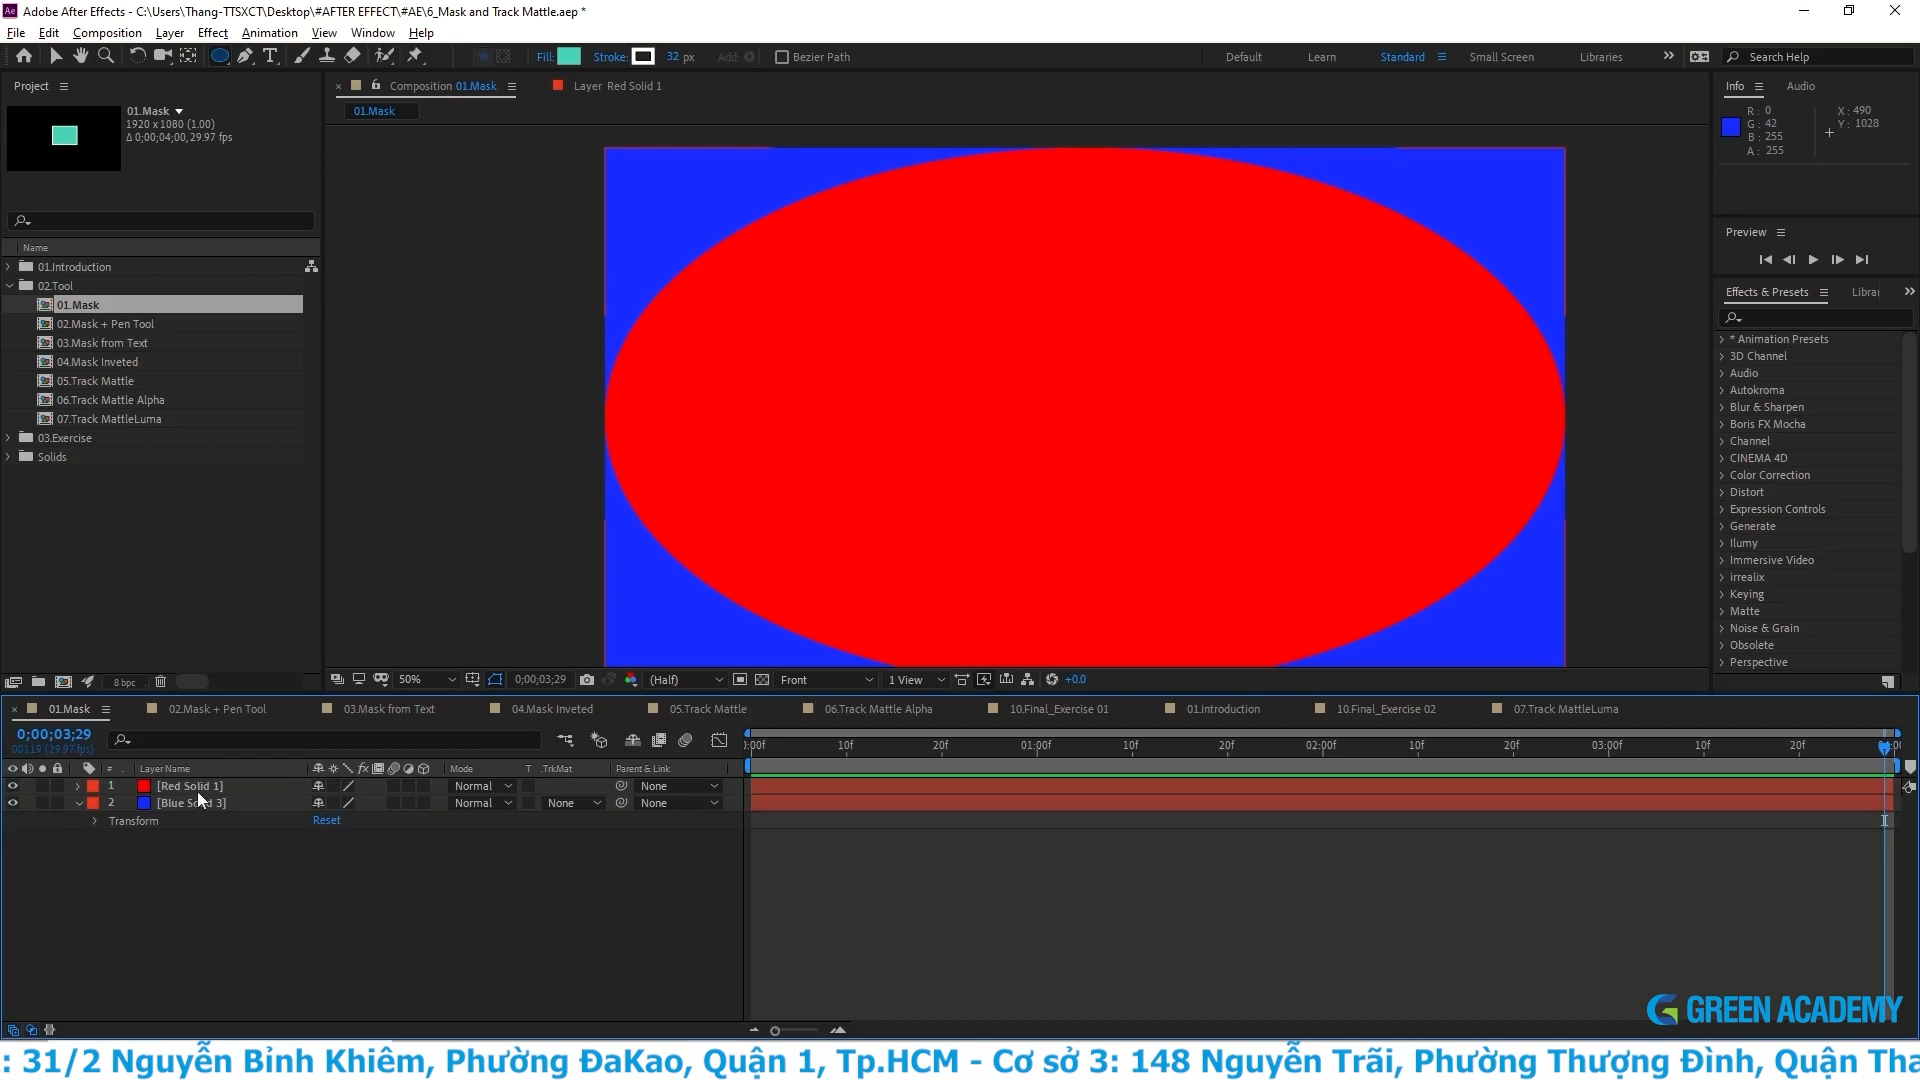 Adobe After Effects - C:\Users\Thang-TTSXCT\Desktop\#AFTER EFFECT\#AE\6_Mask and Track Mattle.aep *
File Edit Composition Layer Effect Animation View Window Help
Fill: Stroke: 32 px Add: Bezier Path Default Learn Standard Small Screen Libraries Search Help
Project
01.Mask
1920 x 1080 (1.00)
Δ 0;00;04;00, 29.97 fps
Name
01.Introduction
02.Tool
01.Mask
02.Mask + Pen Tool
03.Mask from Text
04.Mask Inveted
05.Track Mattle
06.Track Mattle Alpha
07.Track MattleLuma
03.Exercise
Solids
8 bpc
Composition 01.Mask Layer Red Solid 1
01.Mask
50% 0;00;03;29 (Half) Front 1 View +0.0
Info Audio
R: 0
G: 42
B: 255
A: 255
X: 490
Y: 1028
Preview
Effects & Presets Librar
* Animation Presets
3D Channel
Audio
Autokroma
Blur & Sharpen
Boris FX Mocha
Channel
CINEMA 4D
Color Correction
Distort
Expression Controls
Generate
Ilumy
Immersive Video
irrealix
Keying
Matte
Noise & Grain
Obsolete
Perspective
01.Mask 02.Mask + Pen Tool 03.Mask from Text 04.Mask Inveted 05.Track Mattle 06.Track Mattle Alpha 10.Final_Exercise 01 01.Introduction 10.Final_Exercise 02 07.Track MattleLuma
0;00;03;29
00119 (29.97 fps)
):00f 10f 20f 01:00f 10f 20f 02:00f 10f 20f 03:00f 10f 20f
# Layer Name fx Mode T .TrkMat Parent & Link
1 [Red Solid 1] Normal None
2 [Blue Solid 3] Normal None None
Transform Reset
GREEN ACADEMY
: 31/2 Nguyễn Bỉnh Khiêm, Phường ĐaKao, Quận 1, Tp.HCM - Cơ sở 3: 148 Nguyễn Trãi, Phường Thượng Đình, Quận Tha